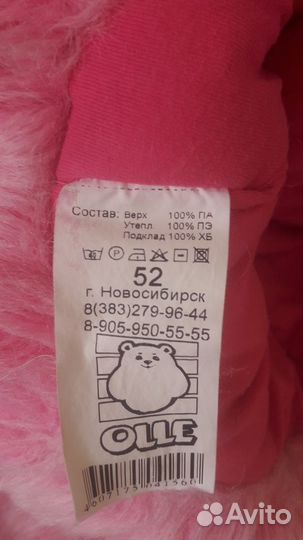 Состав: Верх 100% ПА
Утепл. 100% ПЭ
Подклад 100% ХБ
52
г. Новосибирск
8(383)279-96-44
8-905-950-55-55
OLLE
4607175641560
Avito